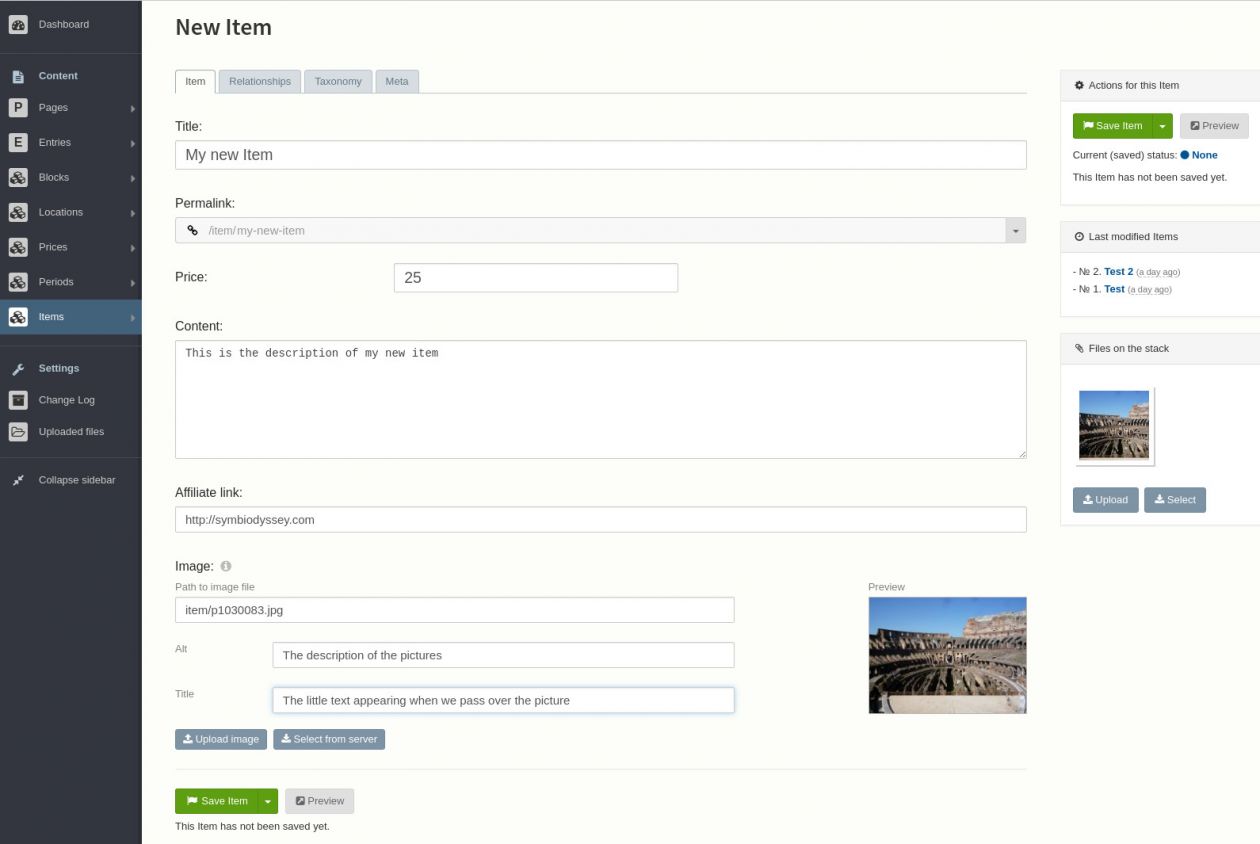 Dashboard
Content
P Pages
E Entries
Blocks
Locations
Prices
Periods
Items
Settings
Change Log
Uploaded files
Collapse sidebar
New Item
Item Relationships Taxonomy Meta
Title:
My new Item
Permalink:
/item/my-new-item
Price: 25
Content:
This is the description of my new item
Affiliate link:
http://symbiodyssey.com
Image:
Path to image file
item/p1030083.jpg
Alt The description of the pictures
Title The little text appearing when we pass over the picture
Upload image Select from server
Preview
Save Item Preview
This Item has not been saved yet.
Actions for this Item
Save Item Preview
Current (saved) status: None
This Item has not been saved yet.
Last modified Items
- № 2. Test 2 (a day ago)
- № 1. Test (a day ago)
Files on the stack
Upload Select